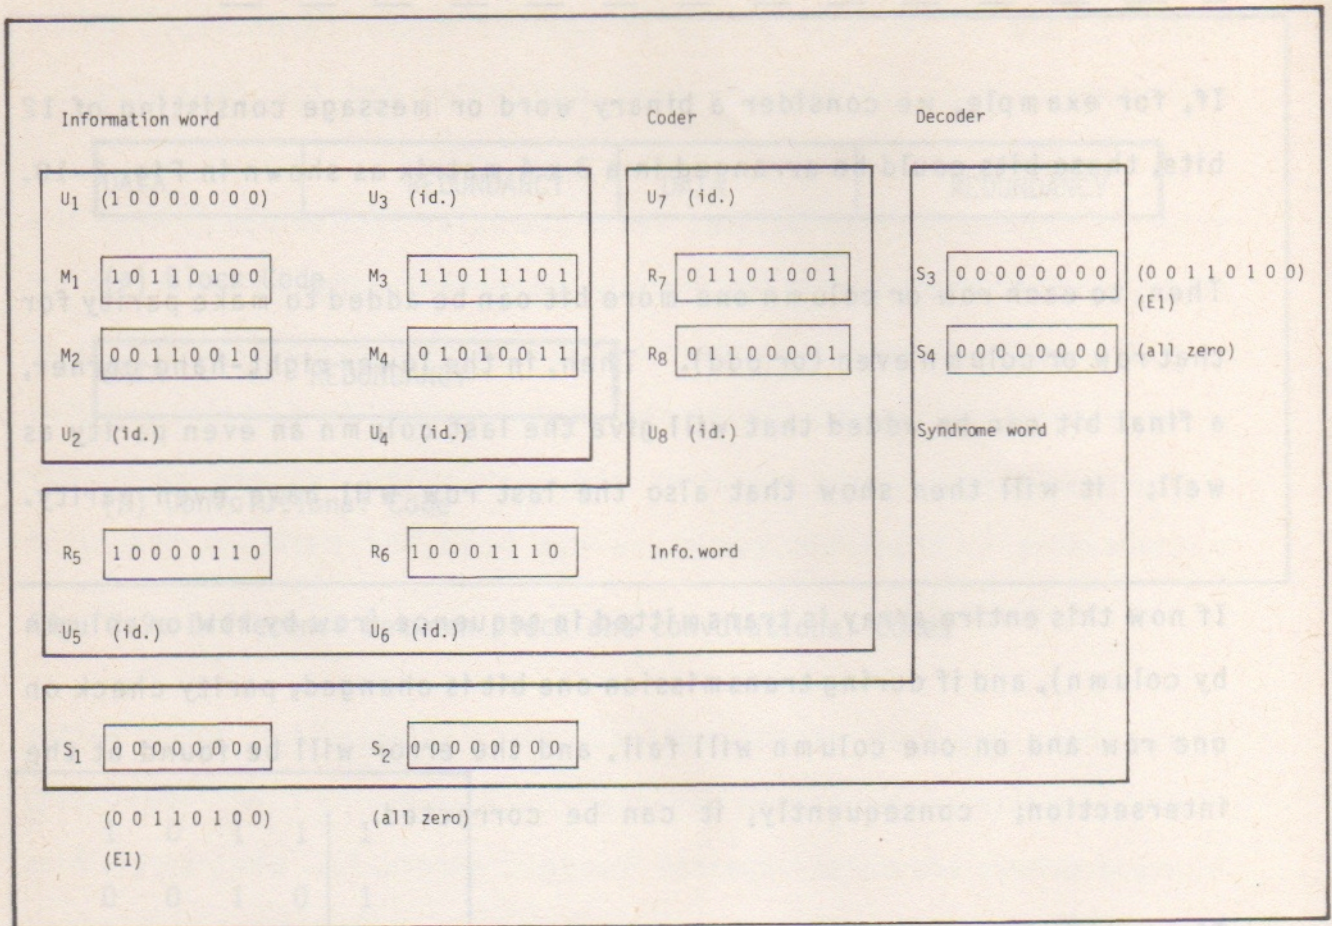 Information word Coder Decoder
U1 (1 0 0 0 0 0 0 0) U3 (id.) U7 (id.)
M1 1 0 1 1 1 1 0 0 M3 1 1 0 1 1 1 0 1 R7 0 1 1 0 1 0 0 1 S3 0 0 0 0 0 0 0 0 (0 0 1 1 0 1 0 0)
(E1)
M2 0 0 1 1 1 0 1 0 M4 0 1 0 1 0 0 1 1 R8 0 1 1 0 0 0 0 1 S4 0 0 0 0 0 0 0 0 (all zero)
U2 (id.) U4 (id.) U8 (id.) Syndrome word
R5 1 0 0 0 0 1 1 0 R6 1 0 0 0 1 1 1 0 Info.word
U5 (id.) U6 (id.)
S1 0 0 0 0 0 0 0 0 S2 0 0 0 0 0 0 0 0
(0 0 1 1 0 1 0 0) (all zero)
(E1)